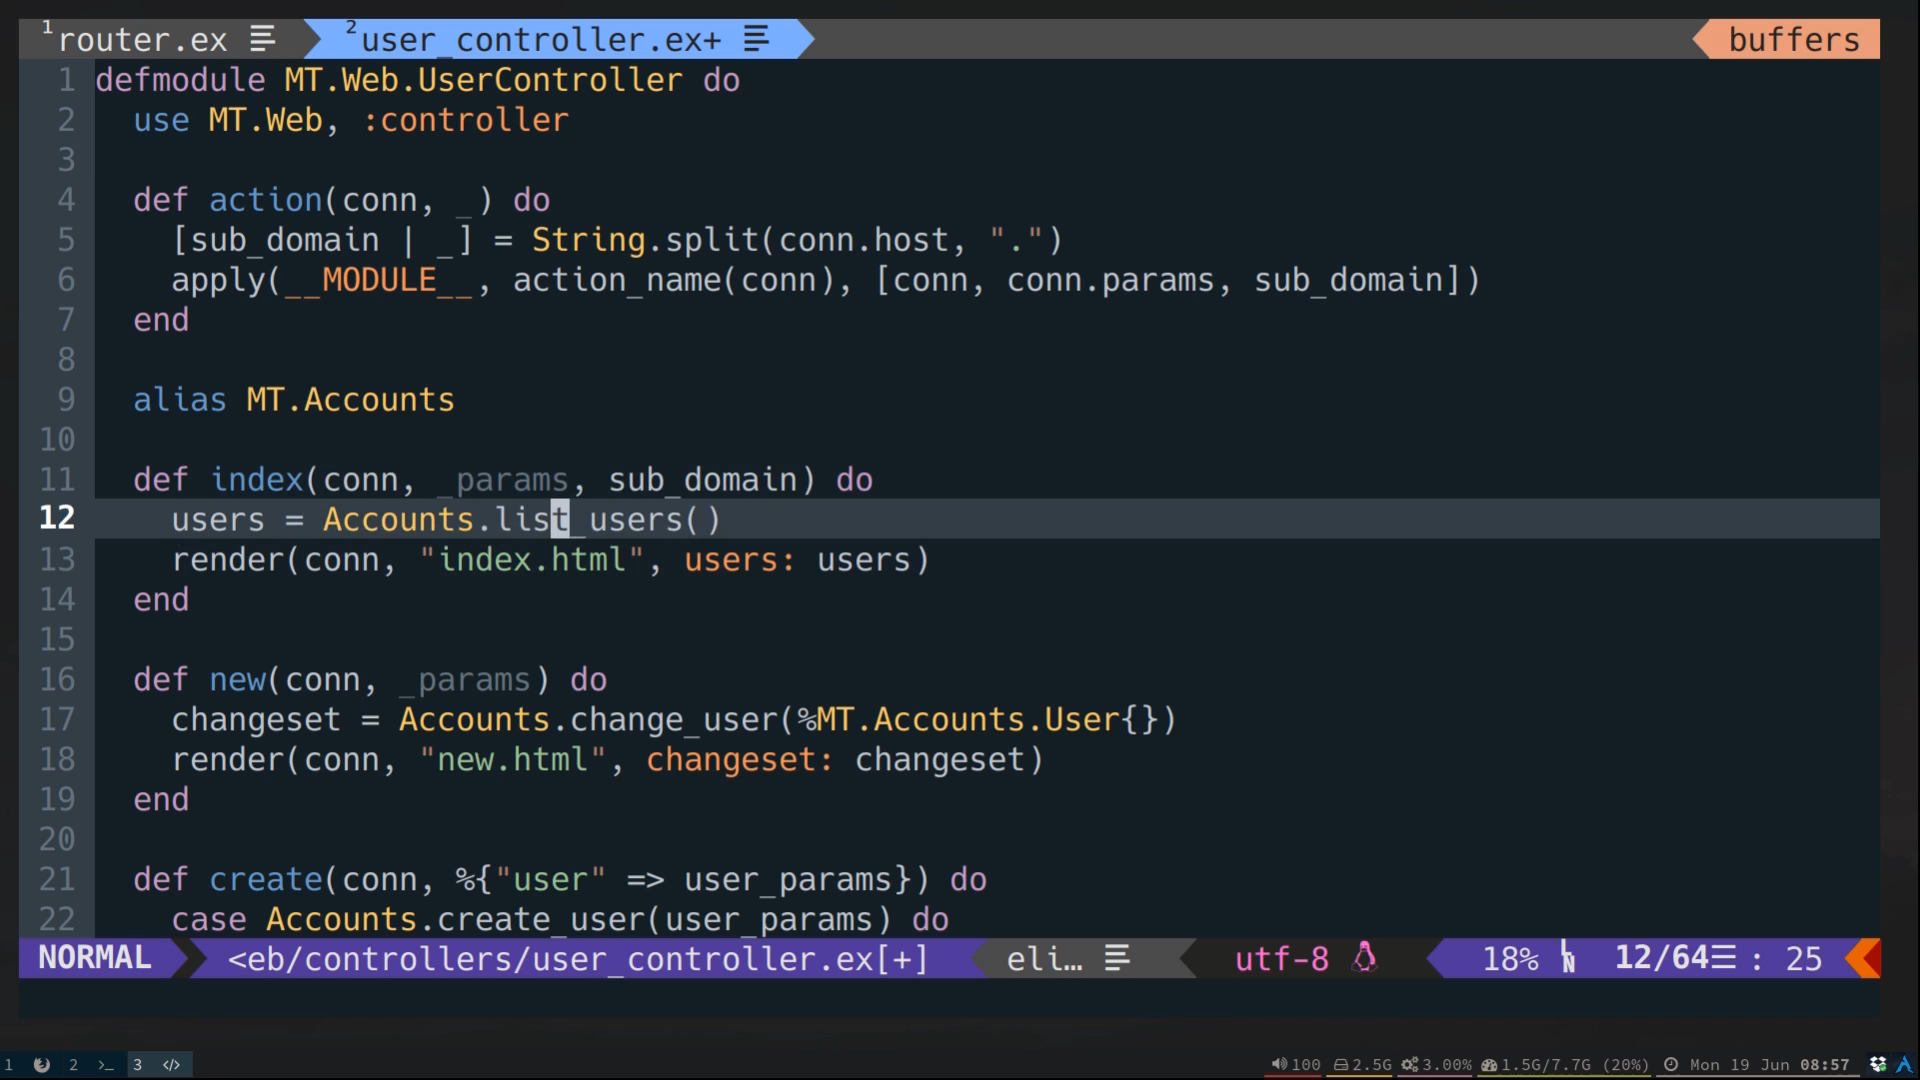 1 router.ex 2 user_controller.ex+ buffers
1 defmodule MT.Web.UserController do
2   use MT.Web, :controller
3
4   def action(conn, _) do
5     [sub_domain | _] = String.split(conn.host, ".")
6     apply(__MODULE__, action_name(conn), [conn, conn.params, sub_domain])
7   end
8
9   alias MT.Accounts
10
11   def index(conn, _params, sub_domain) do
12     users = Accounts.list_users()
13     render(conn, "index.html", users: users)
14   end
15
16   def new(conn, _params) do
17     changeset = Accounts.change_user(%MT.Accounts.User{})
18     render(conn, "new.html", changeset: changeset)
19   end
20
21   def create(conn, %{"user" => user_params}) do
22     case Accounts.create_user(user_params) do
NORMAL <eb/controllers/user_controller.ex[+] eli… utf-8 18% 12/64 : 25
1 2 >_ 3 </> 100 2.5G 3.00% 1.5G/7.7G (20%) Mon 19 Jun 08:57